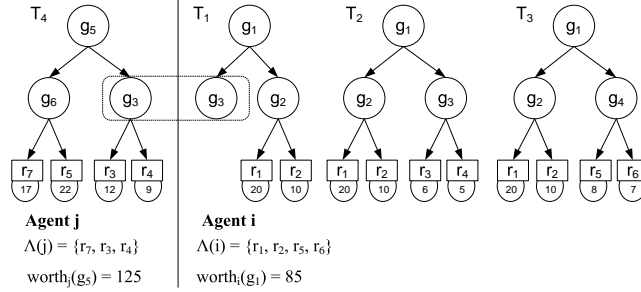 T4 T1 T2 T3
g5 g1 g1 g1
g6 g3 g3 g2 g2 g3 g2 g4
r7 r5 r3 r4 r1 r2 r1 r2 r3 r4 r1 r2 r5 r6
17 22 12 9 20 10 20 10 6 5 20 10 8 7
Agent j Agent i
Λ(j) = {r7, r3, r4} Λ(i) = {r1, r2, r5, r6}
worthj(g5) = 125 worthi(g1) = 85